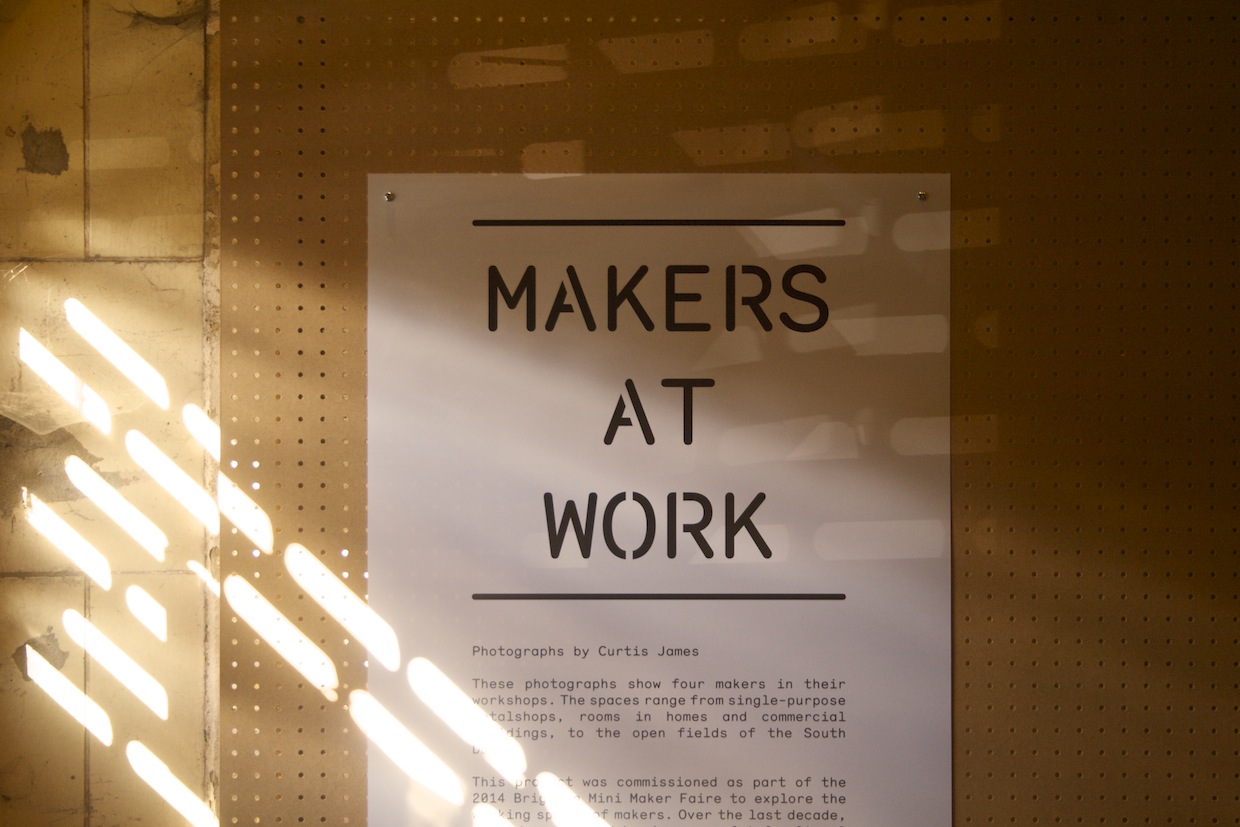 MAKERS
AT
WORK
Photographs by Curtis James
These photographs show four makers in their
workshops. The spaces range from single-purpose
rooms in homes and commercial
to the open fields of the South
This was commissioned as part of the
2014 Mini Maker Faire to explore the
of makers. Over the last decade,